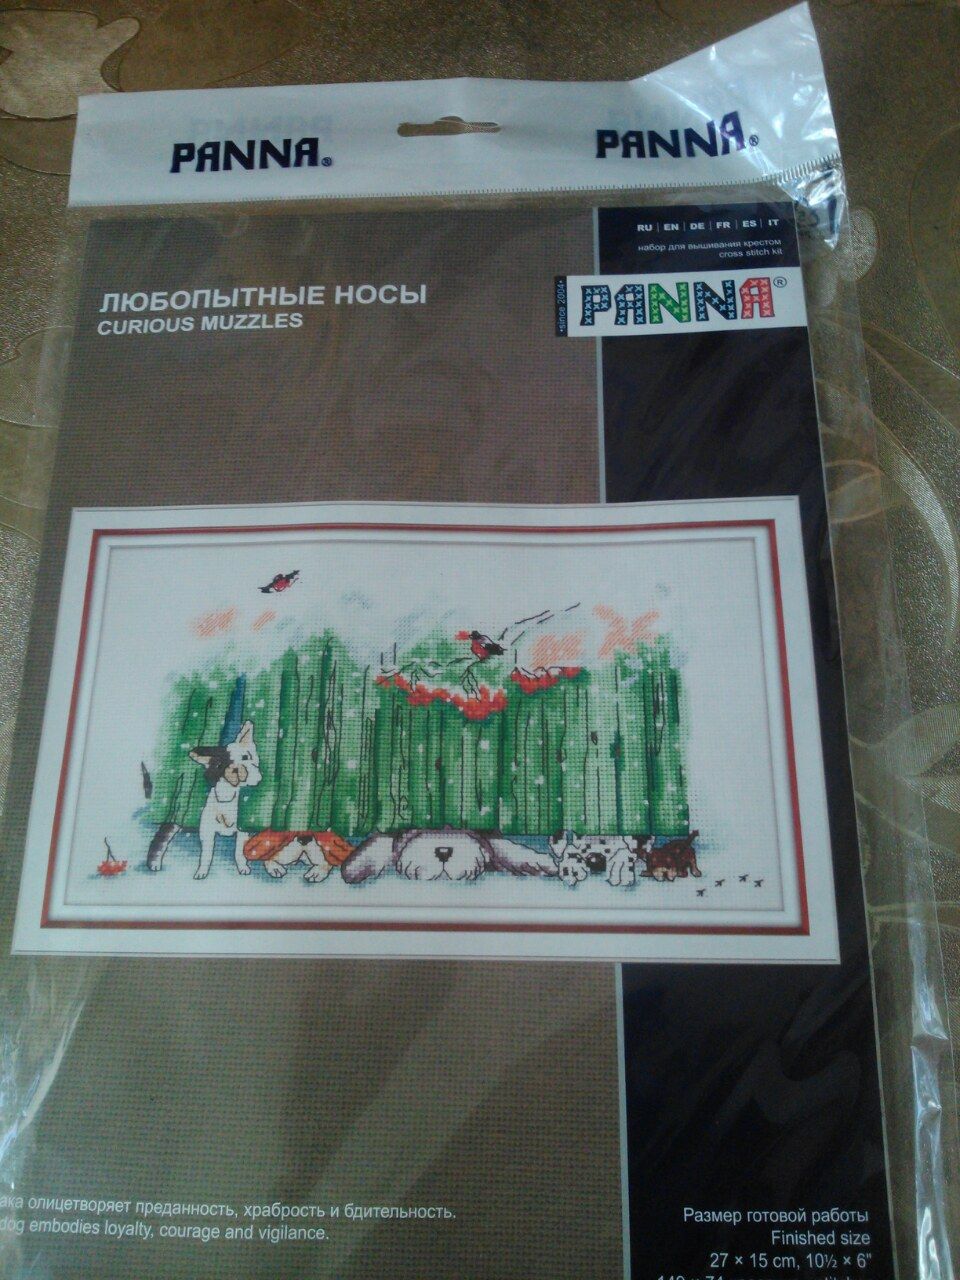 PANNA®
PANNA®
RU | EN | DE | FR | ES | IT
набор для вышивания крестом
cross stitch kit
•since 2004•
PANNA®
ЛЮБОПЫТНЫЕ НОСЫ
CURIOUS MUZZLES
олицетворяет преданность, храбрость и бдительность.
dog embodies loyalty, courage and vigilance.
Размер готовой работы
Finished size
27 × 15 cm, 10½ × 6"